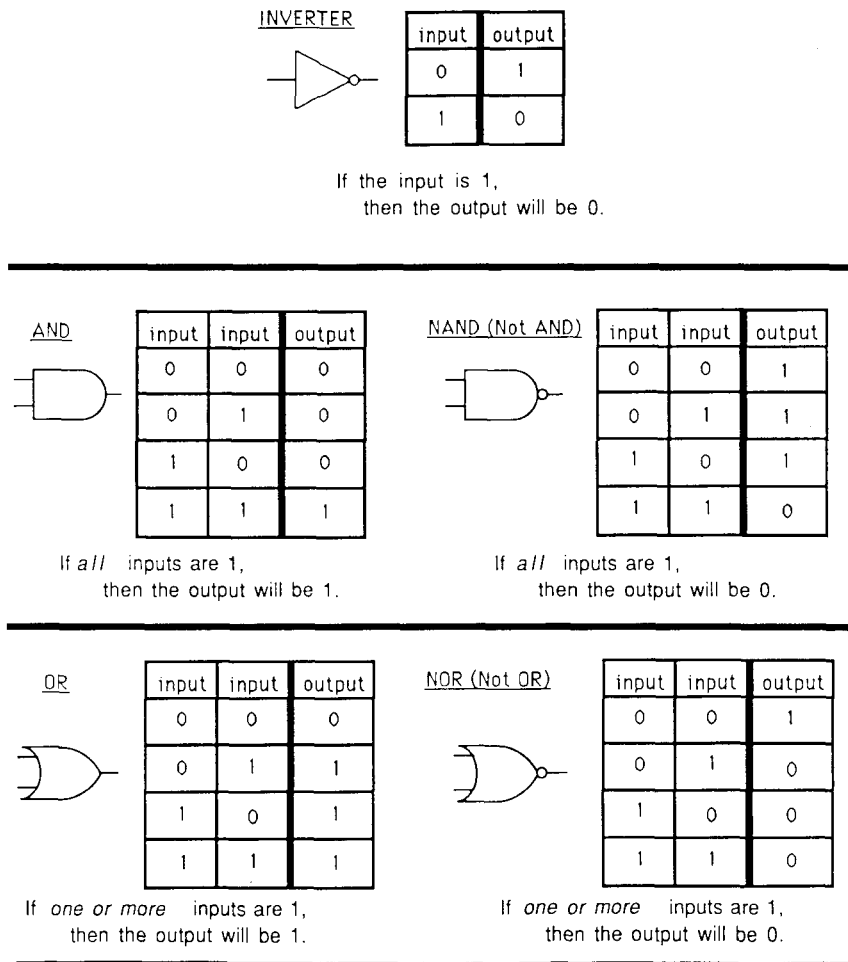 INVERTER
input output
0 1
1 0
If the input is 1,
then the output will be 0.
AND
input input output
0 0 0
0 1 0
1 0 0
1 1 1
If all inputs are 1,
then the output will be 1.
NAND (Not AND)
input input output
0 0 1
0 1 1
1 0 1
1 1 0
If all inputs are 1,
then the output will be 0.
OR
input input output
0 0 0
0 1 1
1 0 1
1 1 1
If one or more inputs are 1,
then the output will be 1.
NOR (Not OR)
input input output
0 0 1
0 1 0
1 0 0
1 1 0
If one or more inputs are 1,
then the output will be 0.